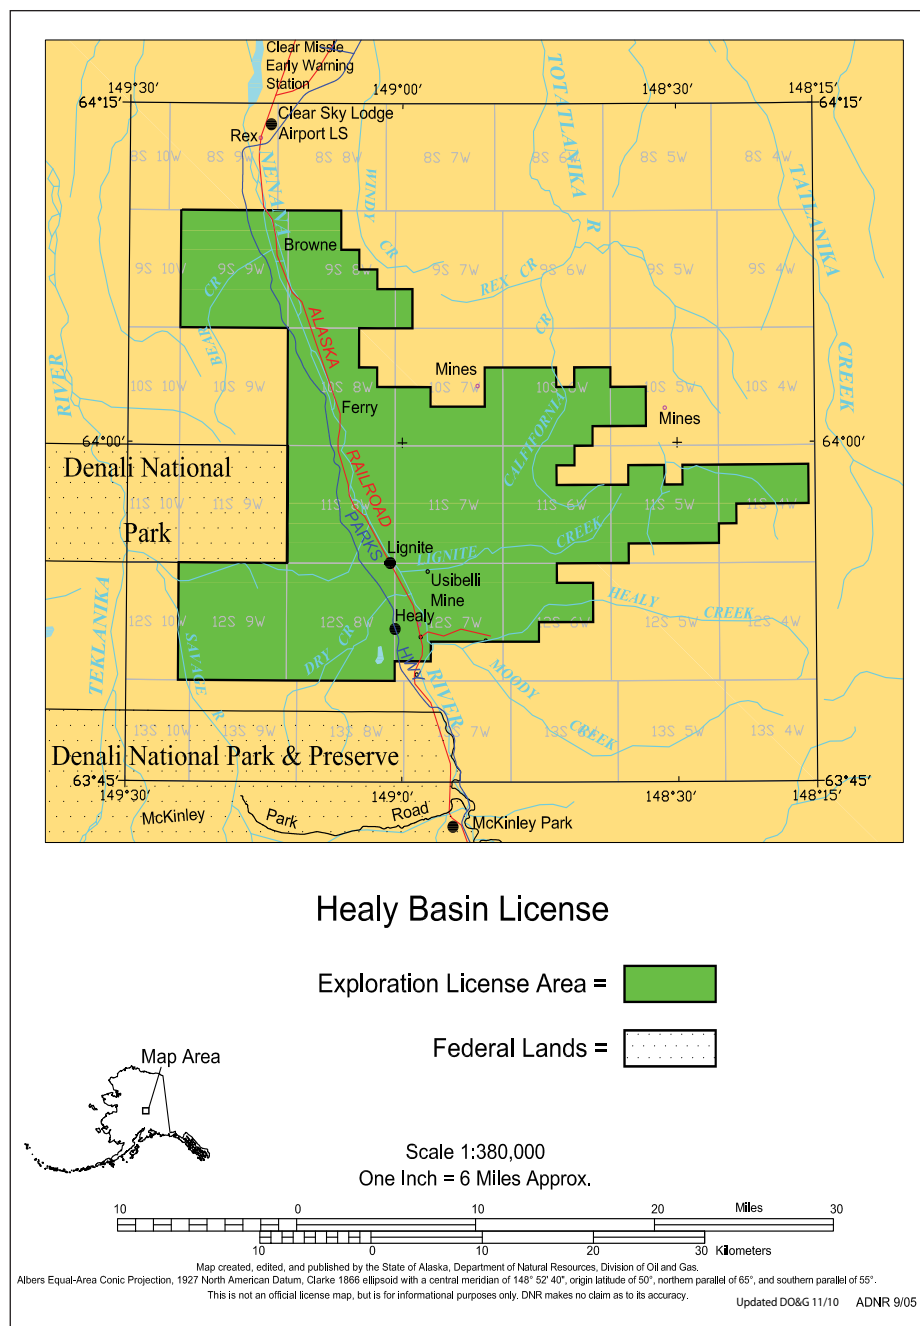 Clear Missle
Early Warning
Station
149°30'
149°00'
148°30'
148°15'
64°15'
64°15'
Clear Sky Lodge
Airport LS
Rex
NENANA
WINDY
CR
TOTATLANIKA
R
TATLANIKA
CREEK
8S 10W
8S 9W
8S 8W
8S 7W
8S 6W
8S 5W
8S 4W
Browne
9S 10W
9S 9W
9S 8W
9S 7W
9S 6W
9S 5W
9S 4W
REX CR
BEAR
CR
RIVER
ALASKA
CR
Mines
10S 10W
10S 9W
10S 8W
10S 7W
10S 6W
10S 5W
10S 4W
Ferry
Mines
CALFIFORNIA
64°00'
64°00'
Denali National
Park
RAILROAD
PARKS
11S 10W
11S 8W
11S 7W
11S 6W
11S 5W
11S 4W
Lignite
LIGNITE
CREEK
Usibelli
Mine
HEALY
CREEK
Healy
12S 10W
12S 9W
12S 8W
12S 7W
12S 6W
12S 5W
12S 4W
TEKLANIKA
SAVAGE
R
DRY CR
HWY
RIVER
MOODY
CREEK
13S 10W
13S 9W
13S 8W
7W
13S 6W
13S 5W
13S 4W
Denali National Park & Preserve
63°45'
63°45'
149°30'
149°0'
148°30'
148°15'
McKinley
Park
Road
McKinley Park
Healy Basin License
Exploration License Area =
Federal Lands =
Map Area
Scale 1:380,000
One Inch = 6 Miles Approx.
10 0 10 20 Miles 30
10 0 10 20 30 Kilometers
Map created, edited, and published by the State of Alaska, Department of Natural Resources, Division of Oil and Gas.
Albers Equal-Area Conic Projection, 1927 North American Datum, Clarke 1866 ellipsoid with a central meridian of 148° 52' 40", origin latitude of 50°, northern parallel of 65°, and southern parallel of 55°.
This is not an official license map, but is for informational purposes only. DNR makes no claim as to its accuracy.
Updated DO&G 11/10 ADNR 9/05